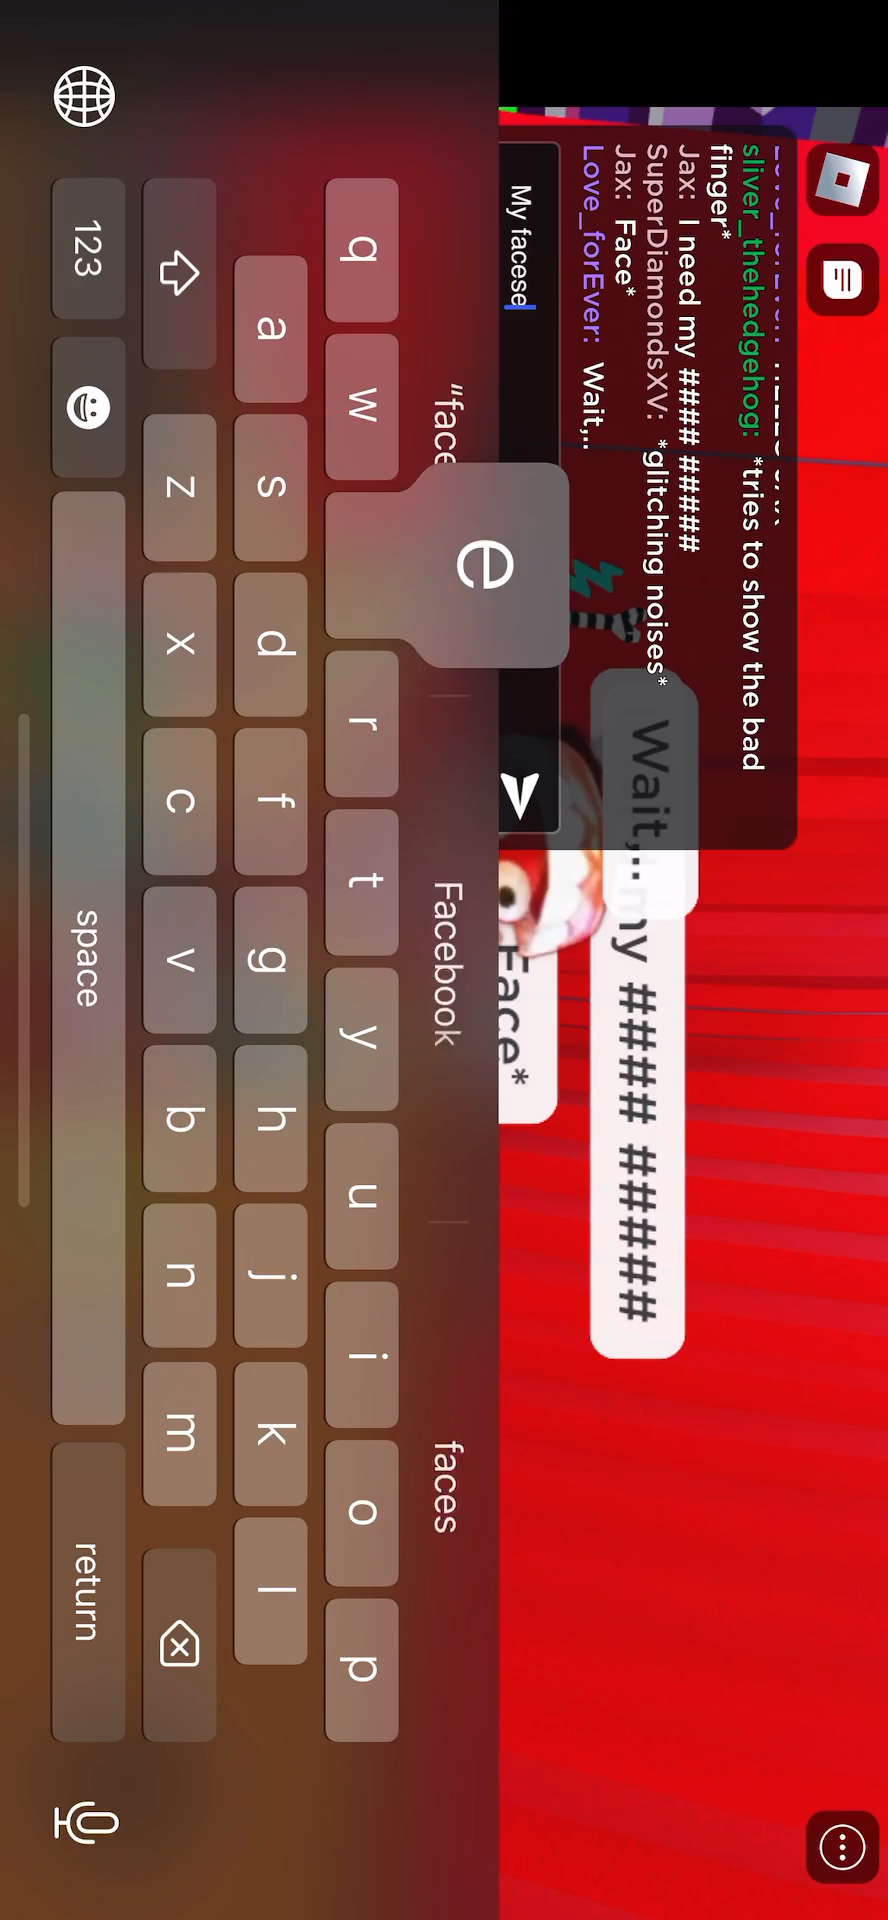 sliver_thehedgehog: *tries to show the bad
finger*
Jax: I need my #### #####
SuperDiamondsXV: *glitching noises*
Jax: Face*
Love_forEver: Wait,..
My facese
Wait,..
my #### #####
Face*
"face
Facebook
faces
e
q w r t y u i o p
a s d f g h j k l
z x c v b n m
123
space
return